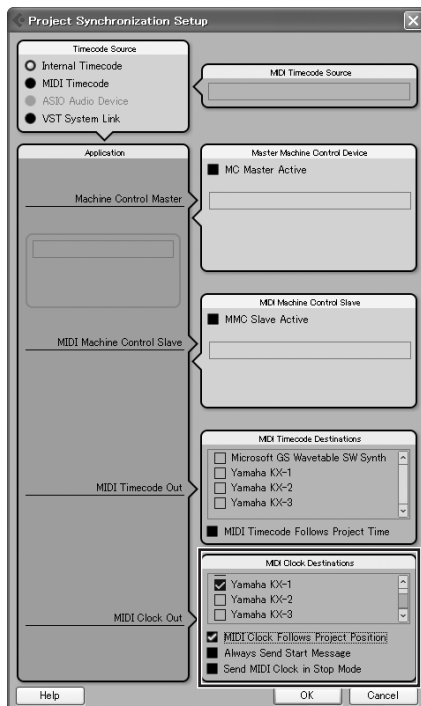 Project Synchronization Setup
Timecode Source
Internal Timecode
MIDI Timecode
ASIO Audio Device
VST System Link
MIDI Timecode Source
Application
Machine Control Master
MIDI Machine Control Slave
MIDI Timecode Out
MIDI Clock Out
Master Machine Control Device
MC Master Active
MIDI Machine Control Slave
MMC Slave Active
MIDI Timecode Destinations
Microsoft GS Wavetable SW Synth
Yamaha KX-1
Yamaha KX-2
Yamaha KX-3
MIDI Timecode Follows Project Time
MIDI Clock Destinations
Yamaha KX-1
Yamaha KX-2
Yamaha KX-3
MIDI Clock Follows Project Position
Always Send Start Message
Send MIDI Clock in Stop Mode
Help
OK
Cancel